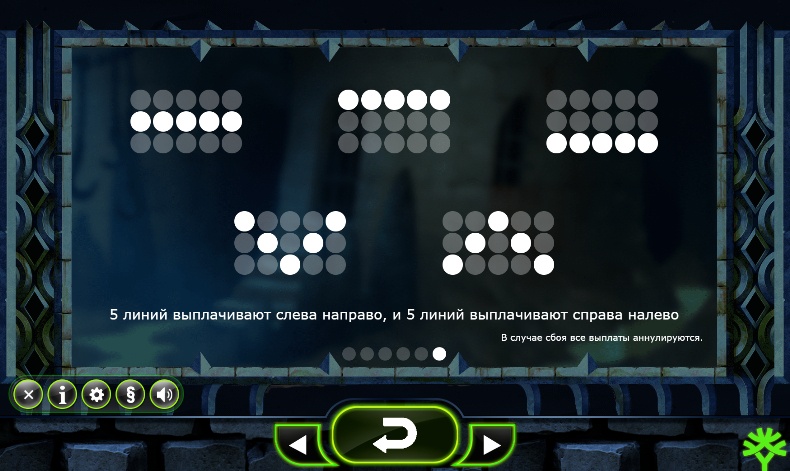 5 линий выплачивают слева направо, и 5 линий выплачивают справа налево
В случае сбоя все выплаты аннулируются.